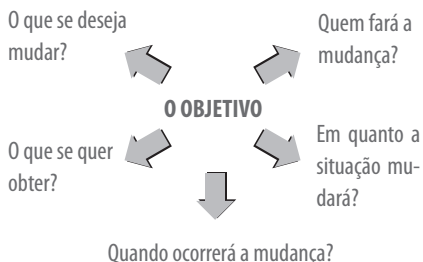 O que se deseja
mudar?
Quem fará a
mudança?
O OBJETIVO
O que se quer
obter?
Em quanto a
situação mu-
dará?
Quando ocorrerá a mudança?